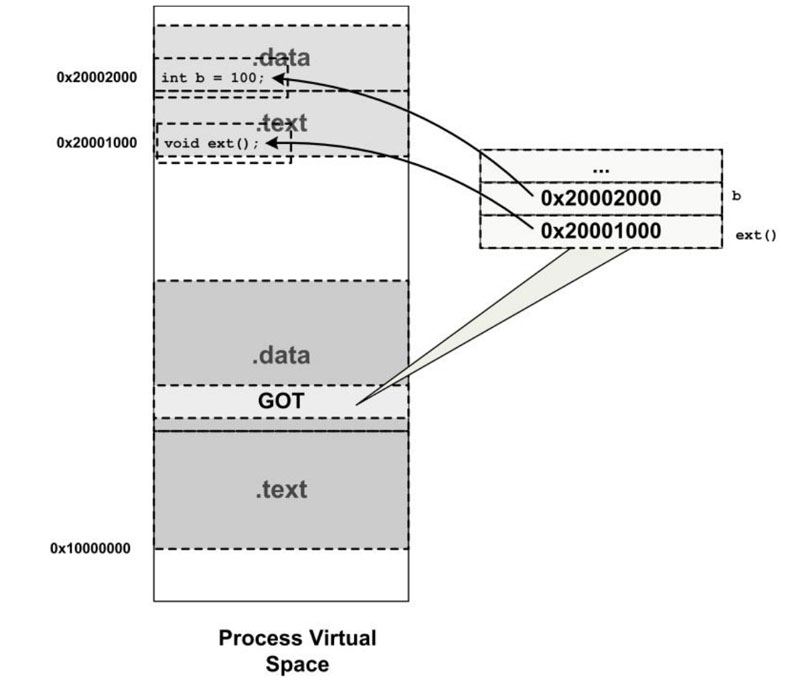 .data
0x20002000
int b = 100;
.text
0x20001000
void ext();
...
0x20002000
b
0x20001000
ext()
.data
GOT
.text
0x10000000
Process Virtual
Space